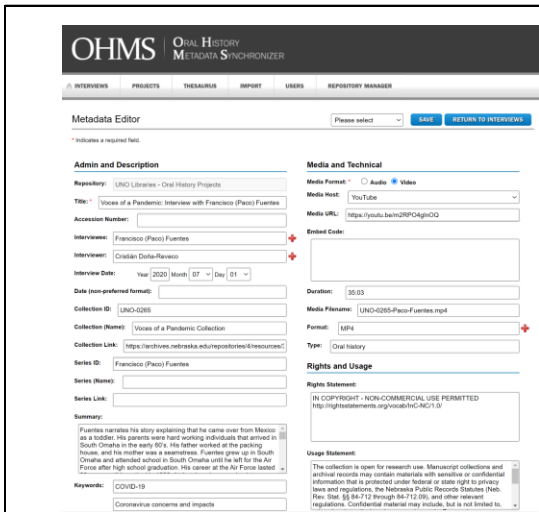 OHMS | ORAL HISTORY METADATA SYNCHRONIZER
INTERVIEWS PROJECTS THESAURUS IMPORT USERS REPOSITORY MANAGER
Metadata Editor Please select SAVE RETURN TO INTERVIEWS
* Indicates a required field.
Admin and Description
Repository: UNO Libraries - Oral History Projects
Title: * Voces of a Pandemic: Interview with Francisco (Paco) Fuentes
Accession Number:
Interviewee: Francisco (Paco) Fuentes
Interviewer: Cristián Doña-Reveco
Interview Date: Year 2020 Month 07 Day 01
Date (non-preferred format):
Collection ID: UNO-0265
Collection (Name): Voces of a Pandemic Collection
Collection Link: https://archives.nebraska.edu/repositories/4/resources/
Series ID: Francisco (Paco) Fuentes
Series (Name):
Series Link:
Summary:
Fuentes narrates his story explaining that he came over from Mexico
as a toddler. His parents were hard working individuals that arrived in
South Omaha in the early 60's. His father worked at the packing
house, and his mother was a seamstress. Fuentes grew up in South
Omaha and attended school in South Omaha until he left for the Air
Force after high school graduation. His career at the Air Force lasted
Keywords: COVID-19
Coronavirus concerns and impacts
Media and Technical
Media Format: * Audio Video
Media Host: YouTube
Media URL: https://youtu.be/m2RPO4gInOQ
Embed Code:
Duration: 35:03
Media Filename: UNO-0265-Paco-Fuentes.mp4
Format: MP4
Type: Oral history
Rights and Usage
Rights Statement:
IN COPYRIGHT - NON-COMMERCIAL USE PERMITTED
http://rightsstatements.org/vocab/InC-NC/1.0/
Usage Statement:
The collection is open for research use. Manuscript collections and
archival records may contain materials with sensitive or confidential
information that is protected under federal or state right to privacy
laws and regulations, the Nebraska Public Records Statutes (Neb.
Rev. Stat. §§ 84-712 through 84-712.09), and other relevant
regulations. Confidential material may include, but is not limited to,